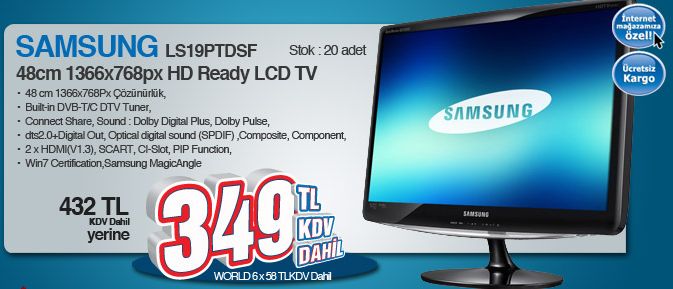 SAMSUNG LS19PTDSF Stok : 20 adet
48cm 1366x768px HD Ready LCD TV
• 48 cm 1366x768Px Çözünürlük,
• Built-in DVB-T/C DTV Tuner,
• Connect Share, Sound : Dolby Digital Plus, Dolby Pulse,
• dts2.0+Digital Out, Optical digital sound (SPDIF) ,Composite, Component,
• 2 x HDMI(V1.3), SCART, CI-Slot, PIP Function,
• Win7 Certification,Samsung MagicAngle
432 TL
KDV Dahil
yerine
349 TL
KDV
DAHİL
WORLD 6 x 58 TLKDV Dahil
İnternet
mağazamıza
özel!
Ücretsiz
Kargo
SAMSUNG
SAMSUNG